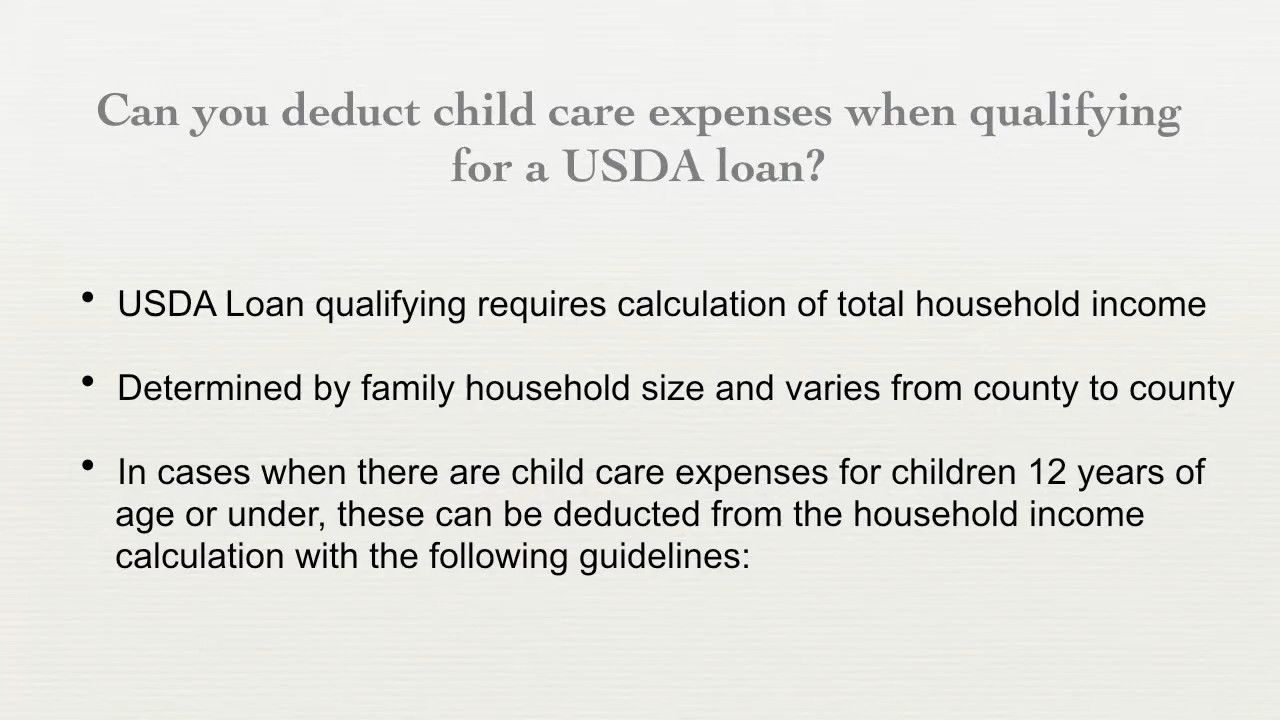 Can you deduct child care expenses when qualifying
for a USDA loan?
• USDA Loan qualifying requires calculation of total household income
• Determined by family household size and varies from county to county
• In cases when there are child care expenses for children 12 years of
age or under, these can be deducted from the household income
calculation with the following guidelines: